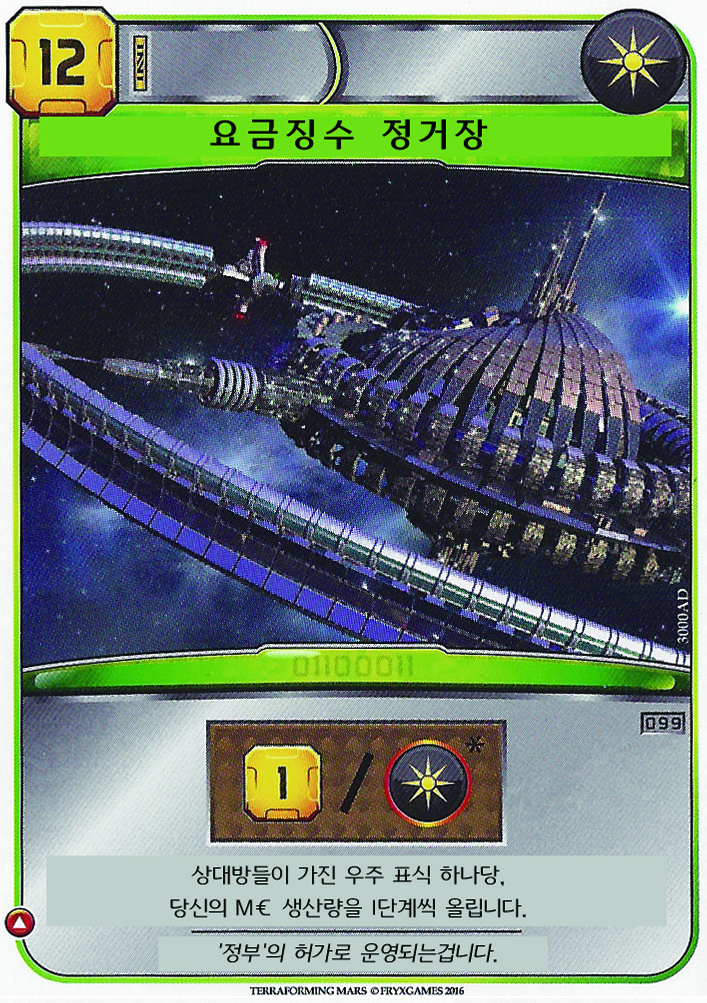 12
요금징수 정거장
3000AD
01100011
099
1 / *
상대방들이 가진 우주 표식 하나당,
당신의 M€ 생산량을 1단계씩 올립니다.
'정부'의 허가로 운영되는겁니다.
TERRAFORMING MARS © FRYXGAMES 2016